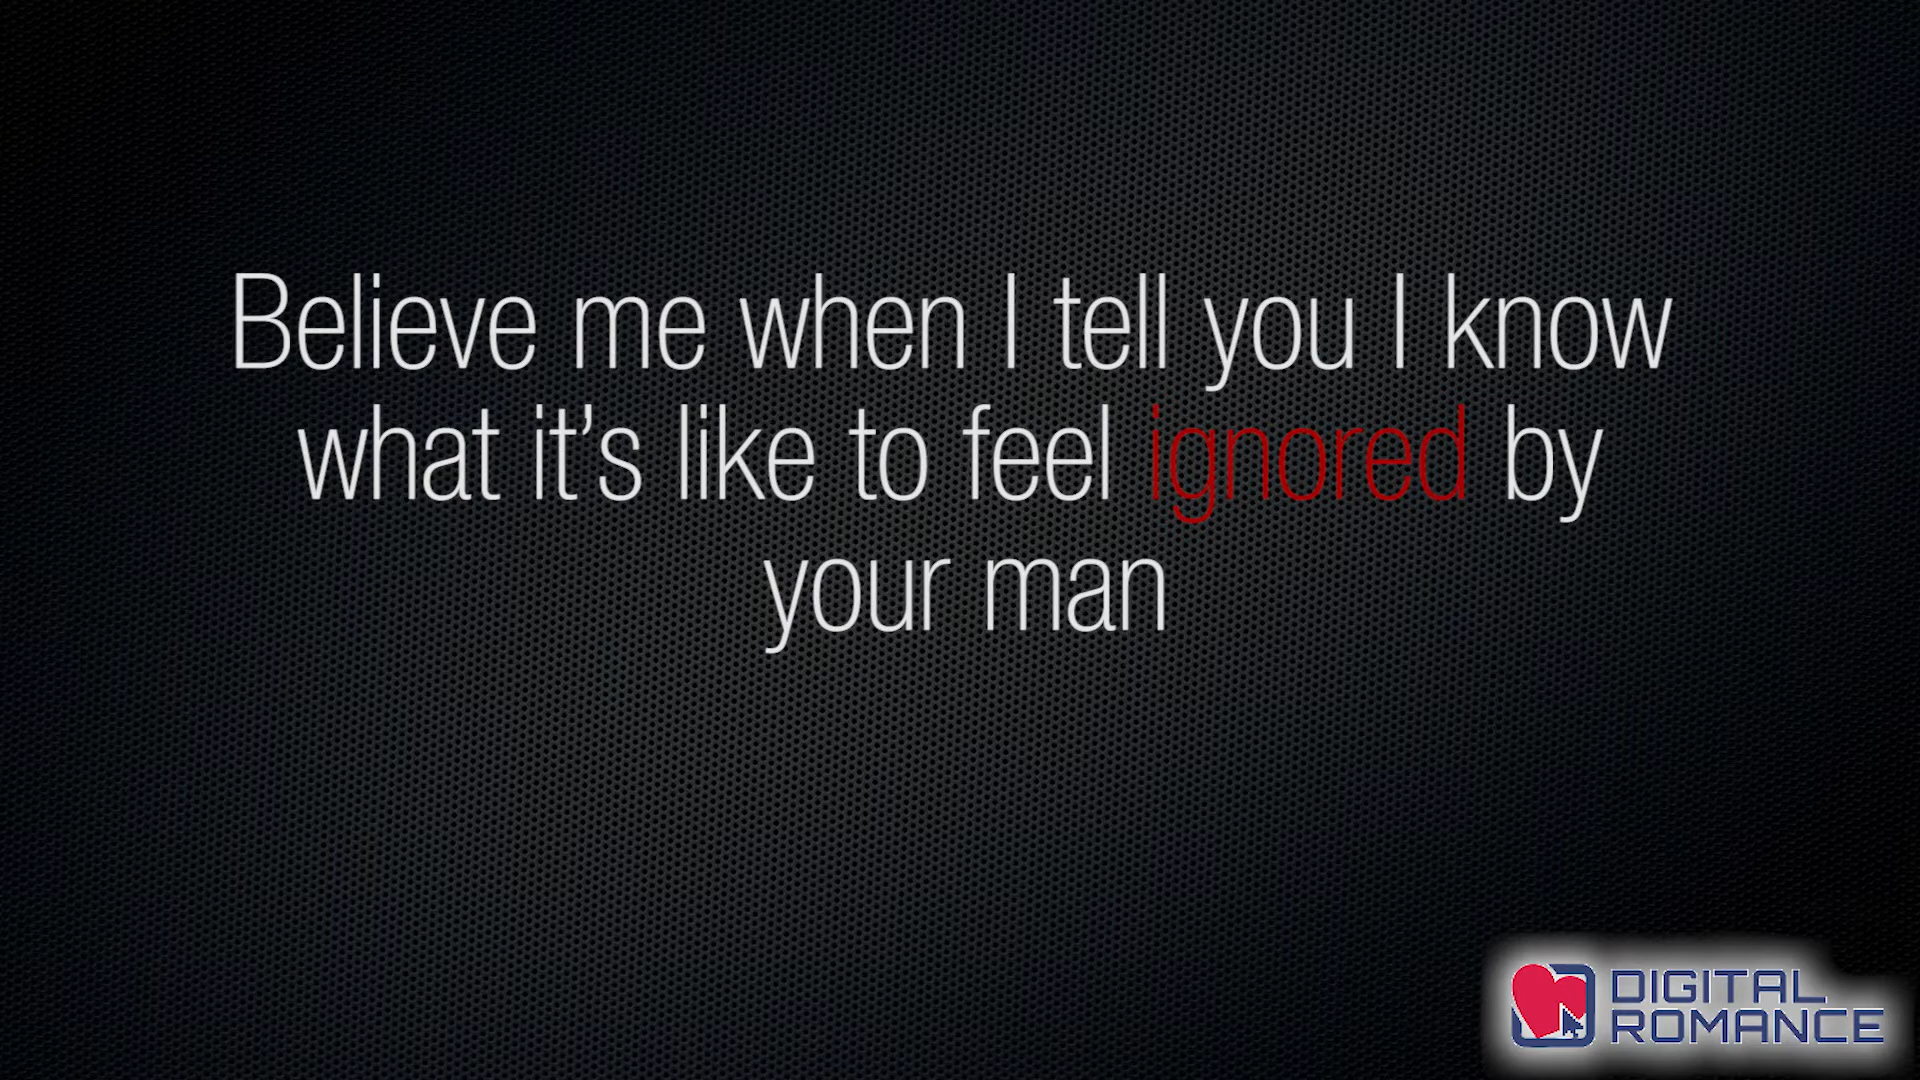 Believe me when I tell you I know
what it’s like to feel ignored by
your man
DIGITAL
ROMANCE